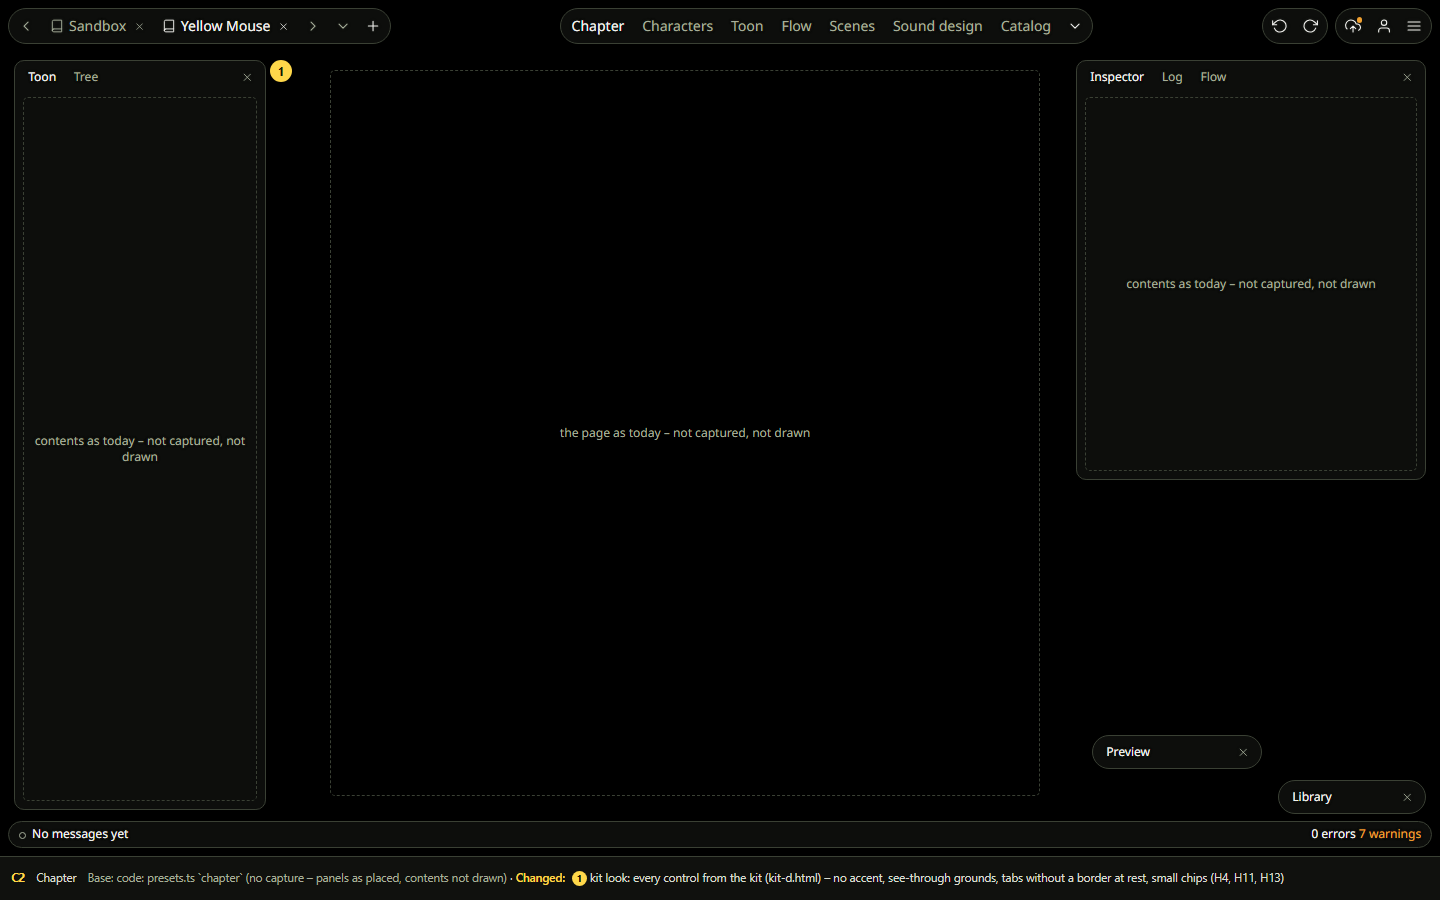 Sandbox Yellow Mouse
Chapter Characters Toon Flow Scenes Sound design Catalog
Toon Tree
1
contents as today – not captured, not
drawn
the page as today – not captured, not drawn
Inspector Log Flow
contents as today – not captured, not drawn
Preview
Library
No messages yet
0 errors 7 warnings
C2 Chapter Base: code: presets.ts `chapter` (no capture – panels as placed, contents not drawn) · Changed: 1 kit look: every control from the kit (kit-d.html) – no accent, see-through grounds, tabs without a border at rest, small chips (H4, H11, H13)